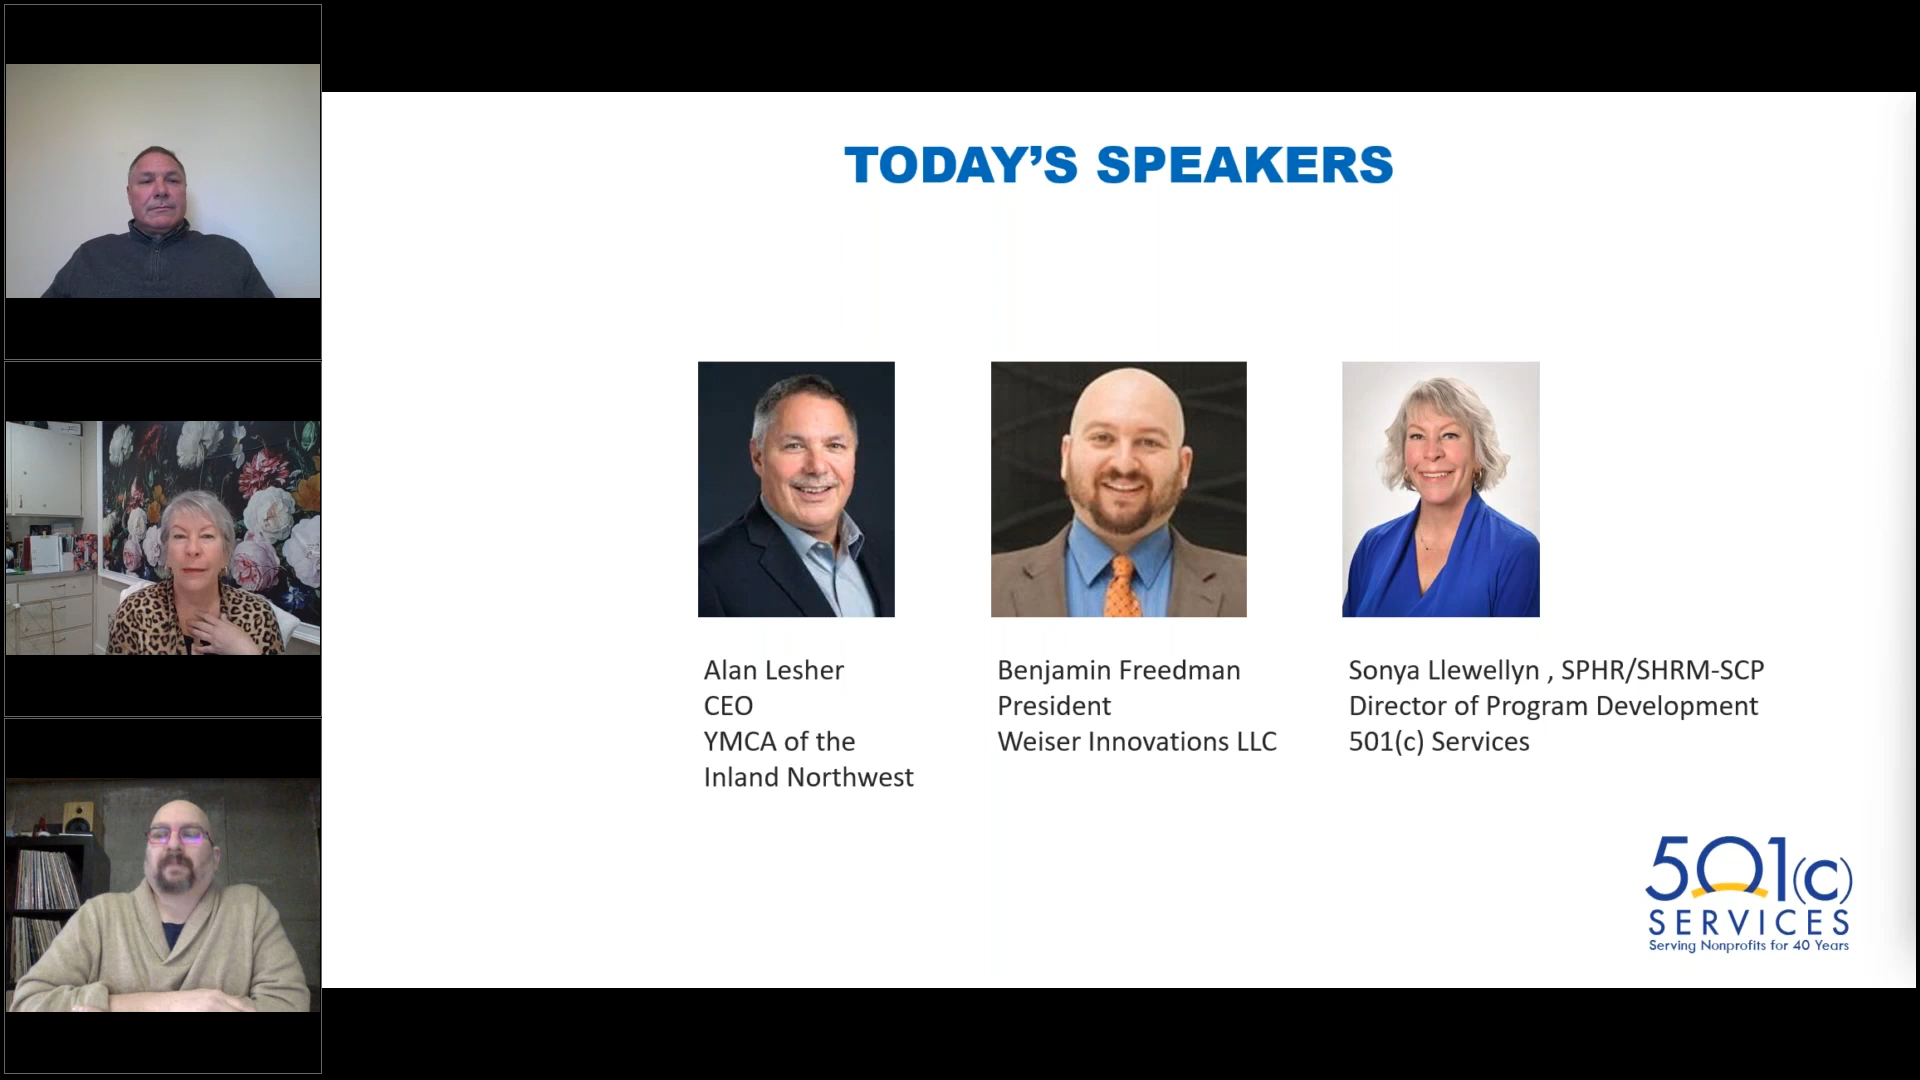 TODAY’S SPEAKERS
Alan Lesher
CEO
YMCA of the
Inland Northwest
Benjamin Freedman
President
Weiser Innovations LLC
Sonya Llewellyn , SPHR/SHRM-SCP
Director of Program Development
501(c) Services
501(c)
SERVICES
Serving Nonprofits for 40 Years